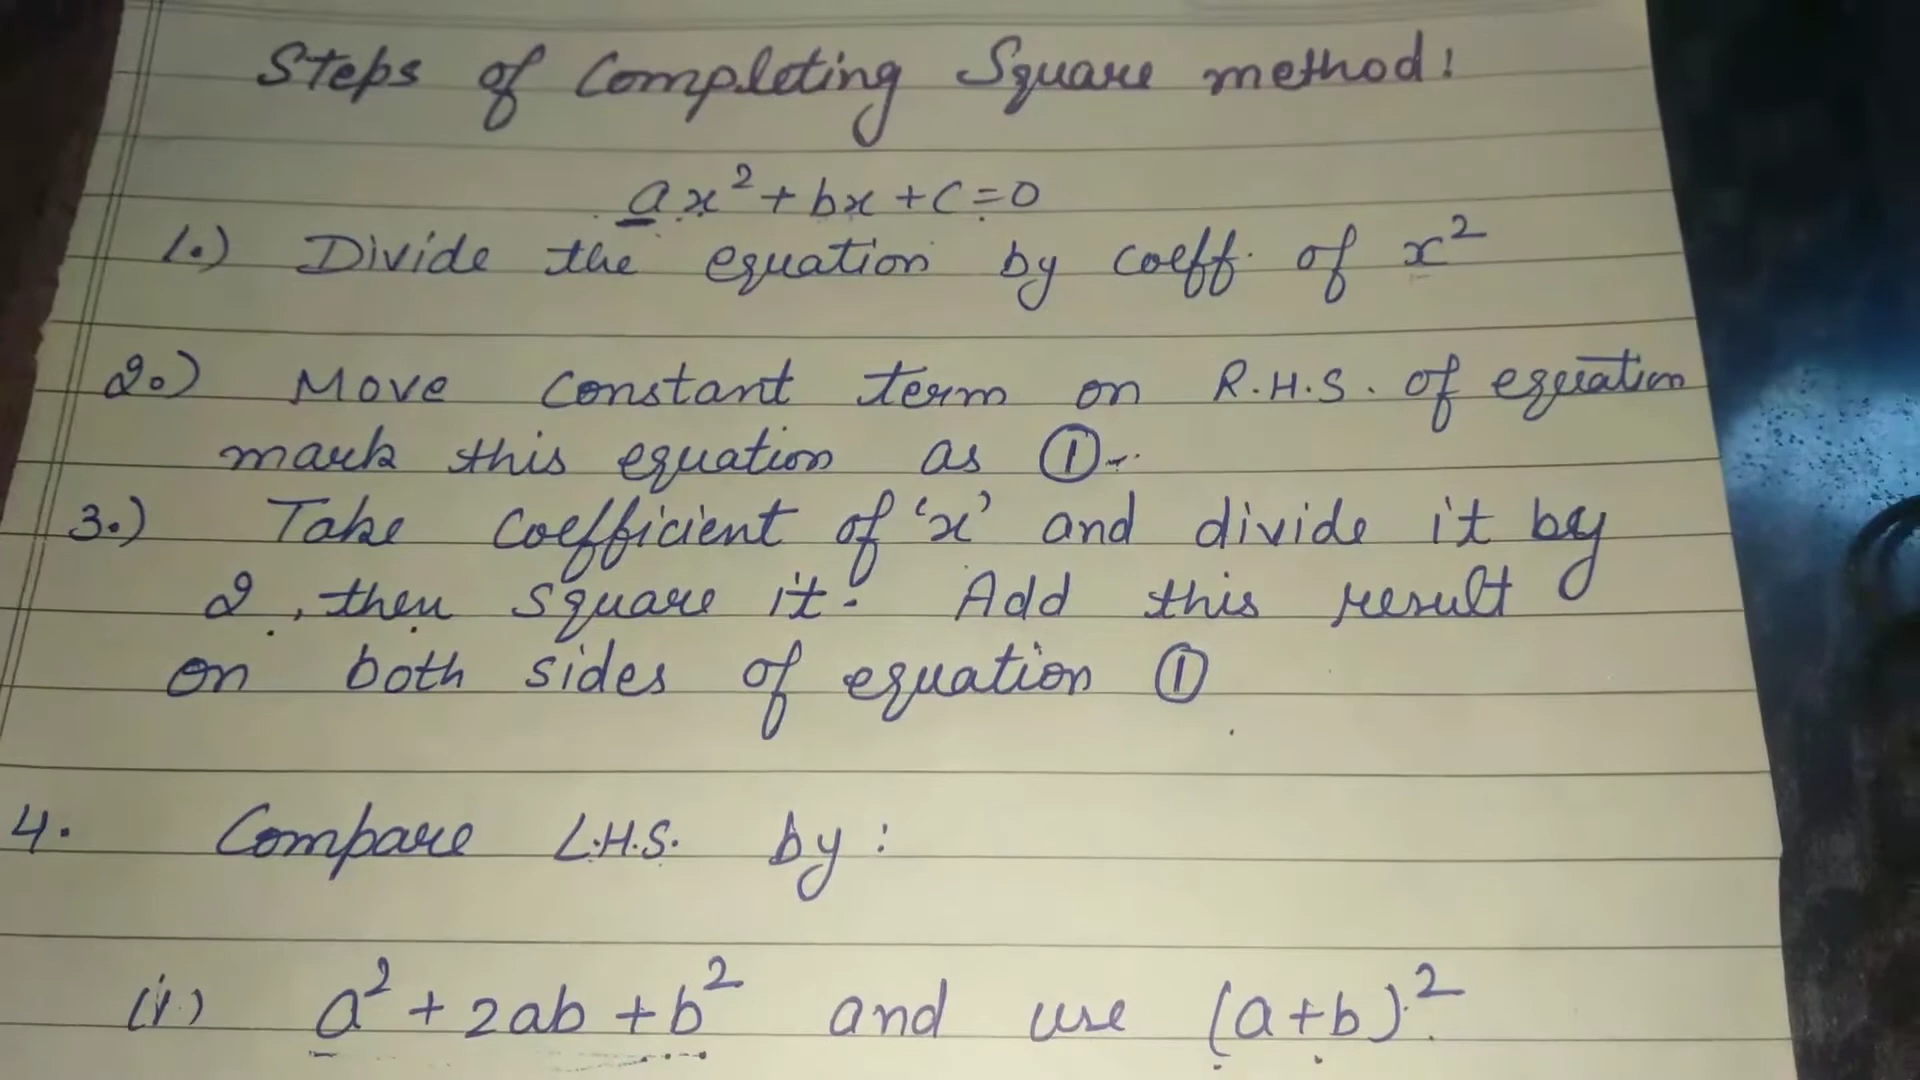 Steps of Completing Square method:
ax² + bx + c = 0
1.) Divide the equation by coeff. of x²
2.) Move constant term on R.H.S. of equation
mark this equation as ①
3.) Take coefficient of 'x' and divide it by
2, then square it. Add this result
on both sides of equation ①
4. Compare L.H.S. by:
(i) a² + 2ab + b² and use (a+b)²